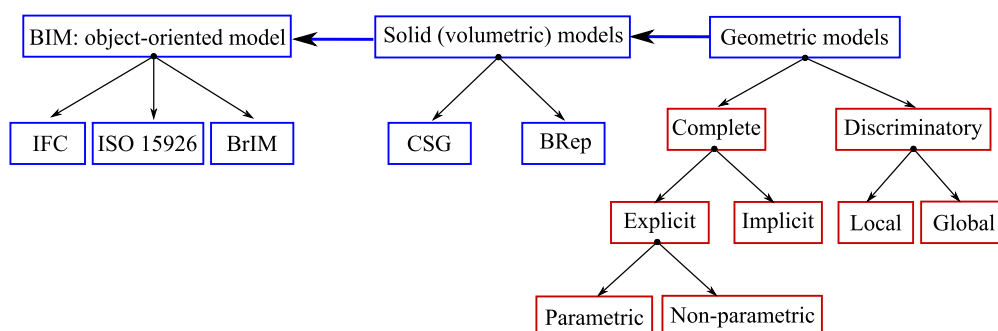 BIM: object-oriented model
Solid (volumetric) models
Geometric models
IFC
ISO 15926
BrIM
CSG
BRep
Complete
Discriminatory
Explicit
Implicit
Local
Global
Parametric
Non-parametric